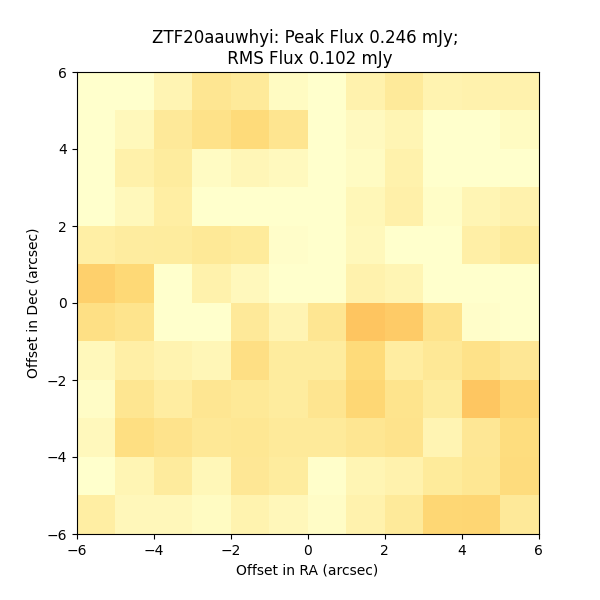 ZTF20aauwhyi: Peak Flux 0.246 mJy;
RMS Flux 0.102 mJy
6
4
2
0
−2
−4
−6
Offset in Dec (arcsec)
−6 −4 −2 0 2 4 6
Offset in RA (arcsec)